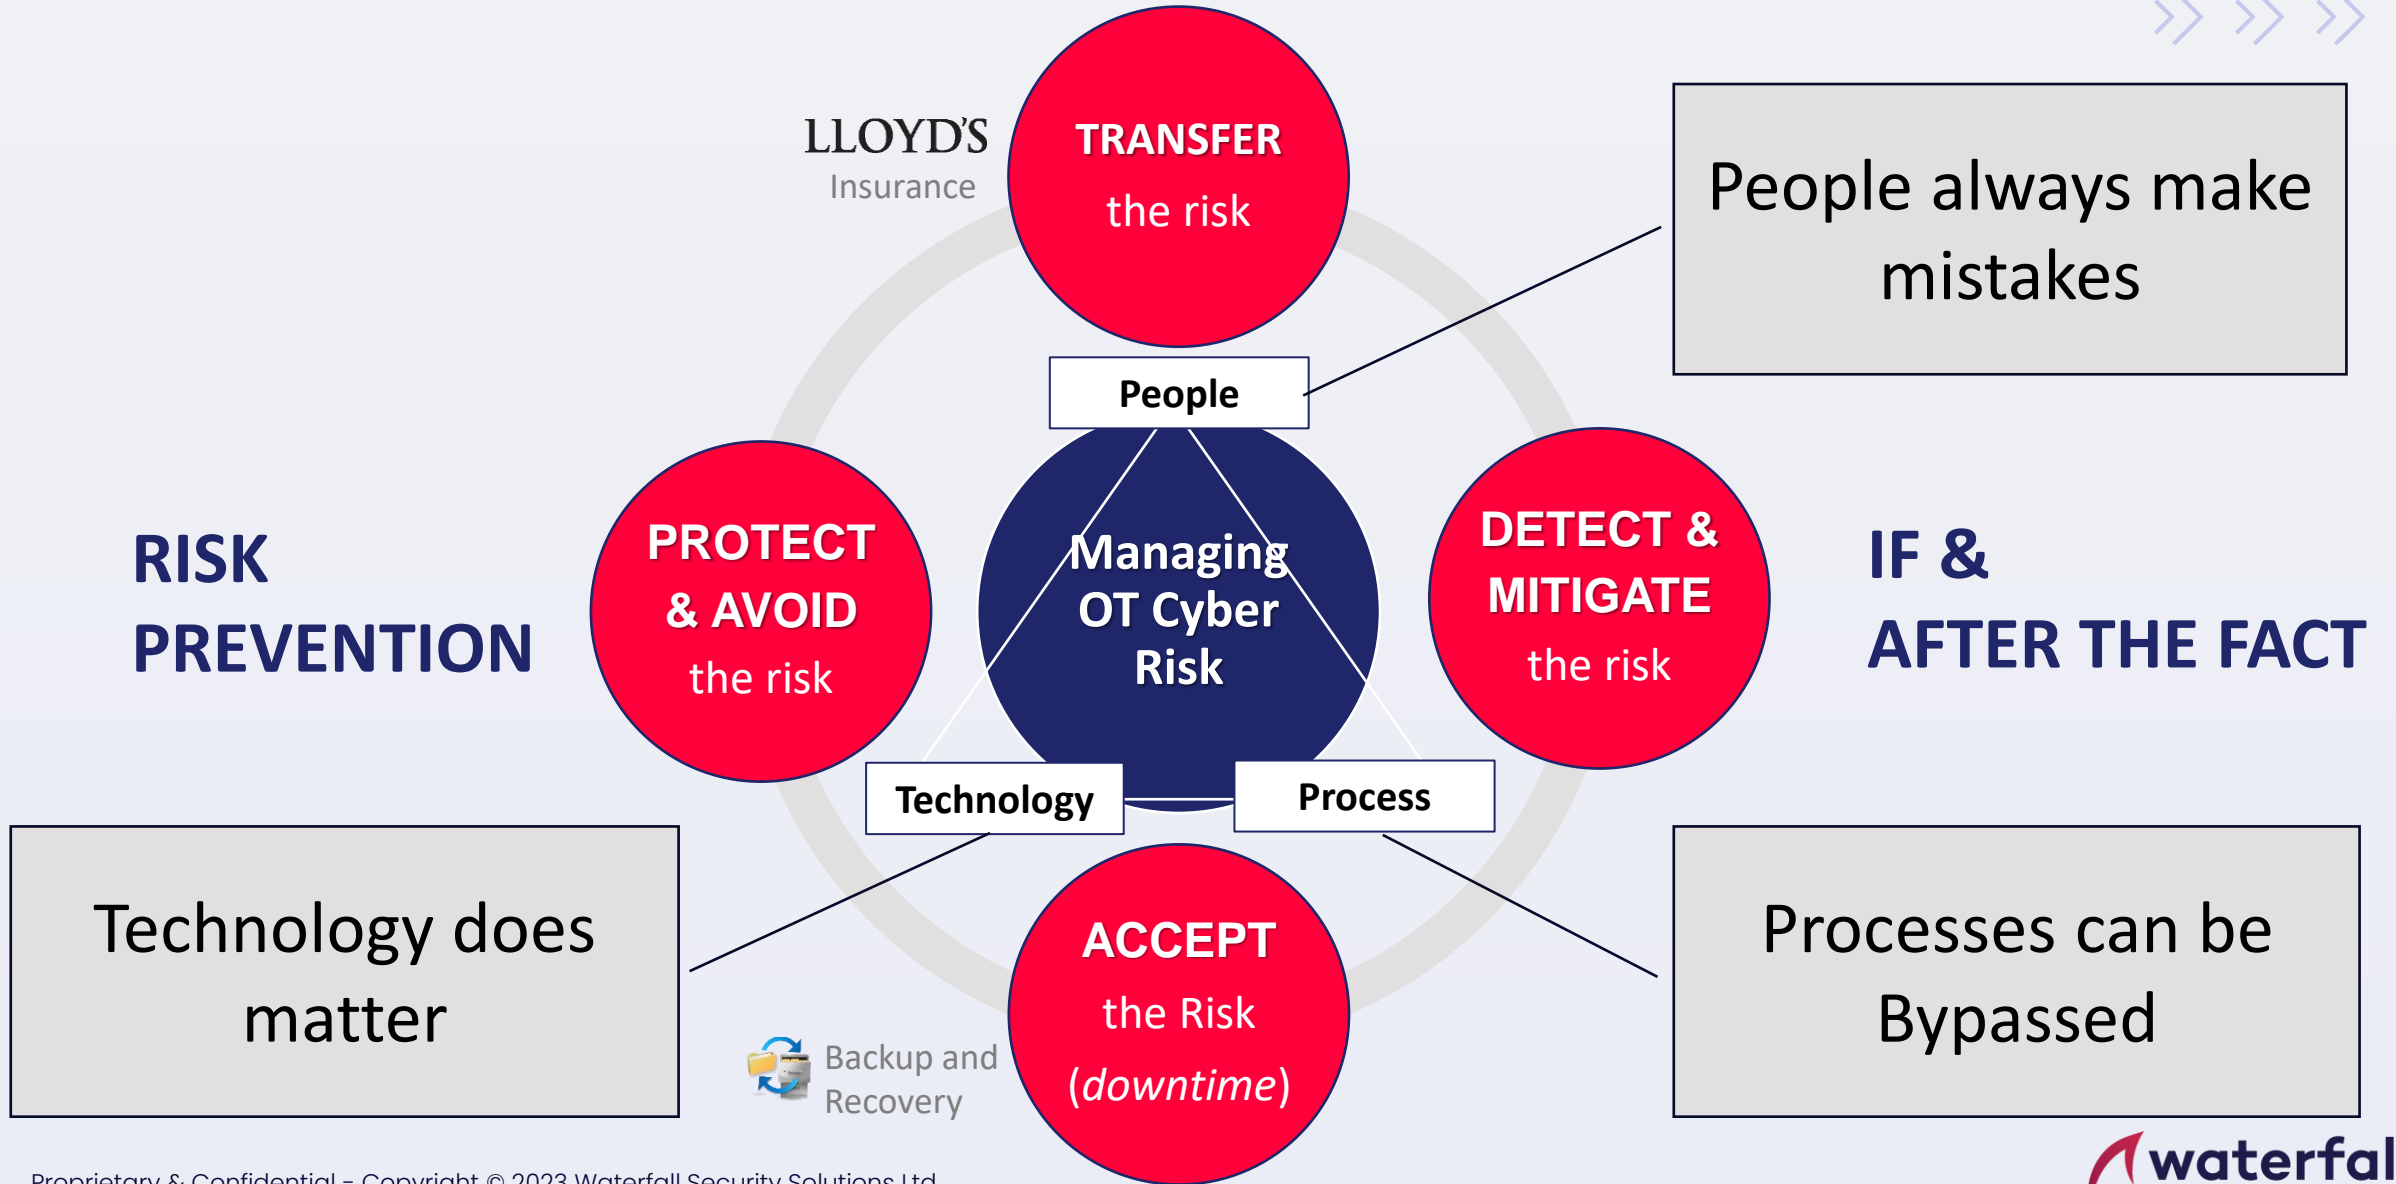 LLOYD'S
Insurance
TRANSFER
the risk
People always make
mistakes
People
RISK
PREVENTION
PROTECT
& AVOID
the risk
Managing
OT Cyber
Risk
DETECT &
MITIGATE
the risk
IF &
AFTER THE FACT
Technology
Process
Technology does
matter
ACCEPT
the Risk
(downtime)
Backup and
Recovery
Processes can be
Bypassed
Proprietary & Confidential - Copyright © 2023 Waterfall Security Solutions Ltd
waterfal